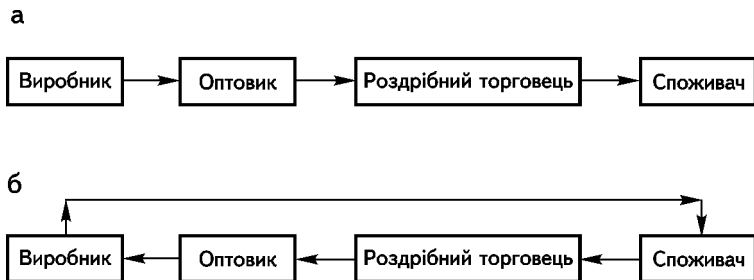 а
Виробник Оптовик Роздрібний торговець Споживач
б
Виробник Оптовик Роздрібний торговець Споживач